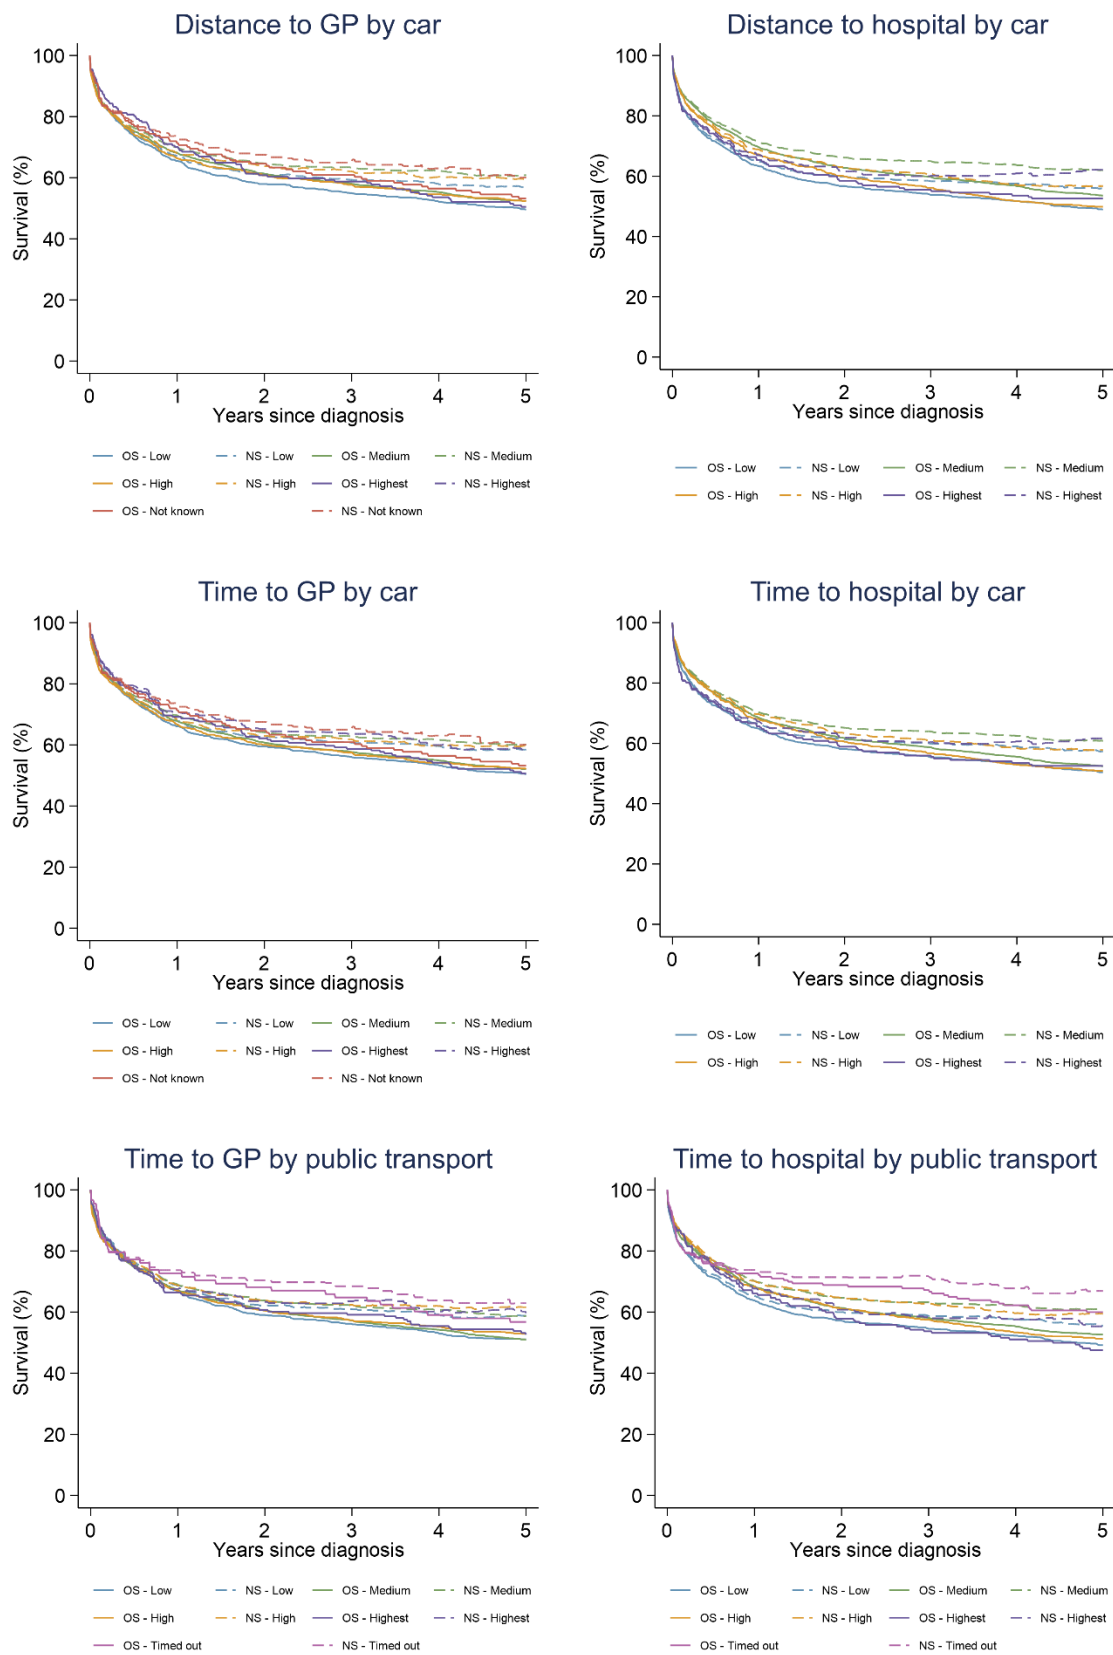 Distance to GP by car
100
80
60
40
20
0
Survival (%)
0 1 2 3 4 5
Years since diagnosis
OS - Low NS - Low OS - Medium NS - Medium
OS - High NS - High OS - Highest NS - Highest
OS - Not known NS - Not known
Distance to hospital by car
100
80
60
40
20
0
Survival (%)
0 1 2 3 4 5
Years since diagnosis
OS - Low NS - Low OS - Medium NS - Medium
OS - High NS - High OS - Highest NS - Highest
Time to GP by car
100
80
60
40
20
0
Survival (%)
0 1 2 3 4 5
Years since diagnosis
OS - Low NS - Low OS - Medium NS - Medium
OS - High NS - High OS - Highest NS - Highest
OS - Not known NS - Not known
Time to hospital by car
100
80
60
40
20
0
Survival (%)
0 1 2 3 4 5
Years since diagnosis
OS - Low NS - Low OS - Medium NS - Medium
OS - High NS - High OS - Highest NS - Highest
Time to GP by public transport
100
80
60
40
20
0
Survival (%)
0 1 2 3 4 5
Years since diagnosis
OS - Low NS - Low OS - Medium NS - Medium
OS - High NS - High OS - Highest NS - Highest
OS - Timed out NS - Timed out
Time to hospital by public transport
100
80
60
40
20
0
Survival (%)
0 1 2 3 4 5
Years since diagnosis
OS - Low NS - Low OS - Medium NS - Medium
OS - High NS - High OS - Highest NS - Highest
OS - Timed out NS - Timed out